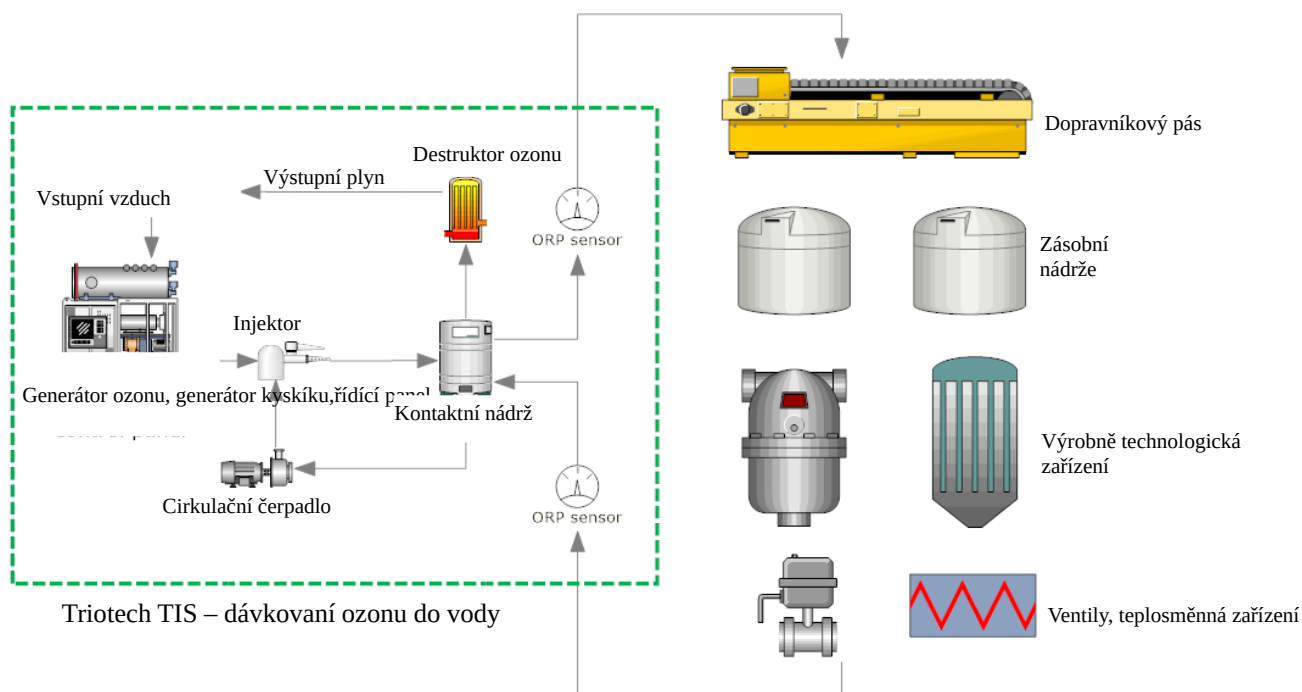 Destruktor ozonu
Výstupní plyn
Vstupní vzduch
ORP sensor
Injektor
Generátor ozonu, generátor kyskíku,řídící panel
Kontaktní nádrž
Cirkulační čerpadlo
ORP sensor
Triotech TIS – dávkovaní ozonu do vody
Dopravníkový pás
Zásobní
nádrže
Výrobně technologická
zařízení
Ventily, teplosměnná zařízení